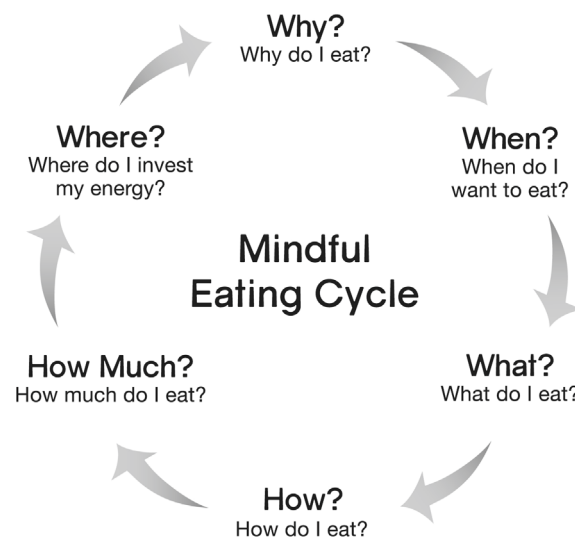 Why?
Why do I eat?
When?
When do I
want to eat?
What?
What do I eat?
How?
How do I eat?
How Much?
How much do I eat?
Where?
Where do I invest
my energy?
Mindful
Eating Cycle